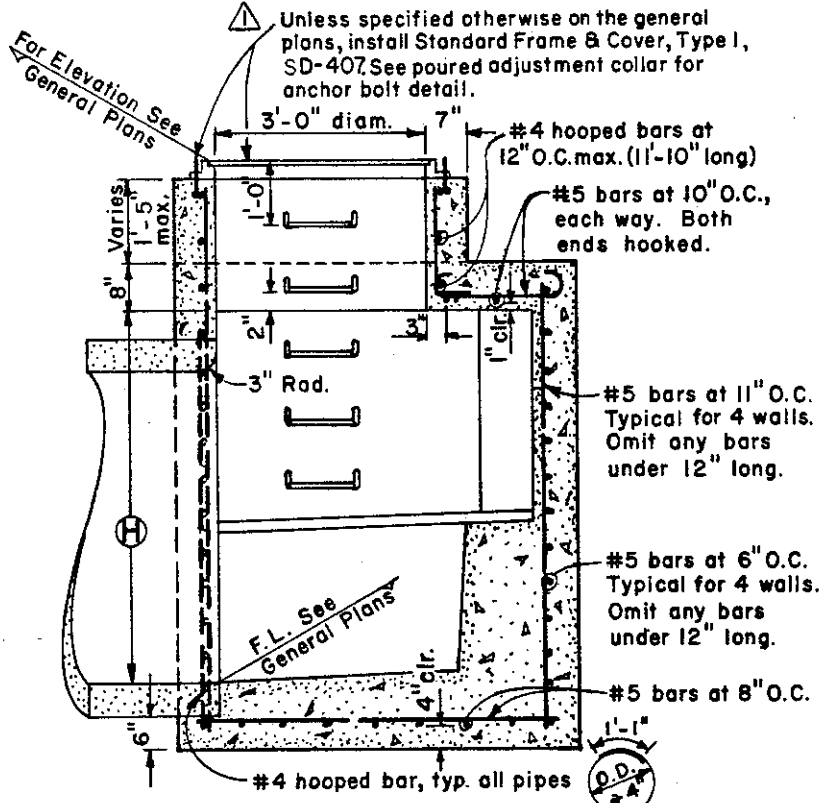 1
Unless specified otherwise on the general
plans, install Standard Frame & Cover, Type I,
SD-407. See poured adjustment collar for
anchor bolt detail.
For Elevation See
General Plans
3'-0" diam.
7"
#4 hooped bars at
12" O.C. max. (11'-10" long)
#5 bars at 10" O.C.,
each way. Both
ends hooked.
Varies
1'-5"
max.
1'-0"
8"
2"
3"
1" clr.
3" Rad.
#5 bars at 11" O.C.
Typical for 4 walls.
Omit any bars
under 12" long.
H
#5 bars at 6" O.C.
Typical for 4 walls.
Omit any bars
under 12" long.
F.L. See
General Plans
4" clr.
#5 bars at 8" O.C.
6"
1'-1"
#4 hooped bar, typ. all pipes
O.D.